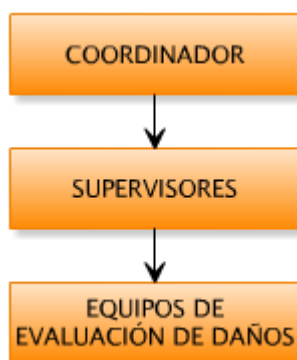 COORDINADOR
SUPERVISORES
EQUIPOS DE
EVALUACIÓN DE DAÑOS